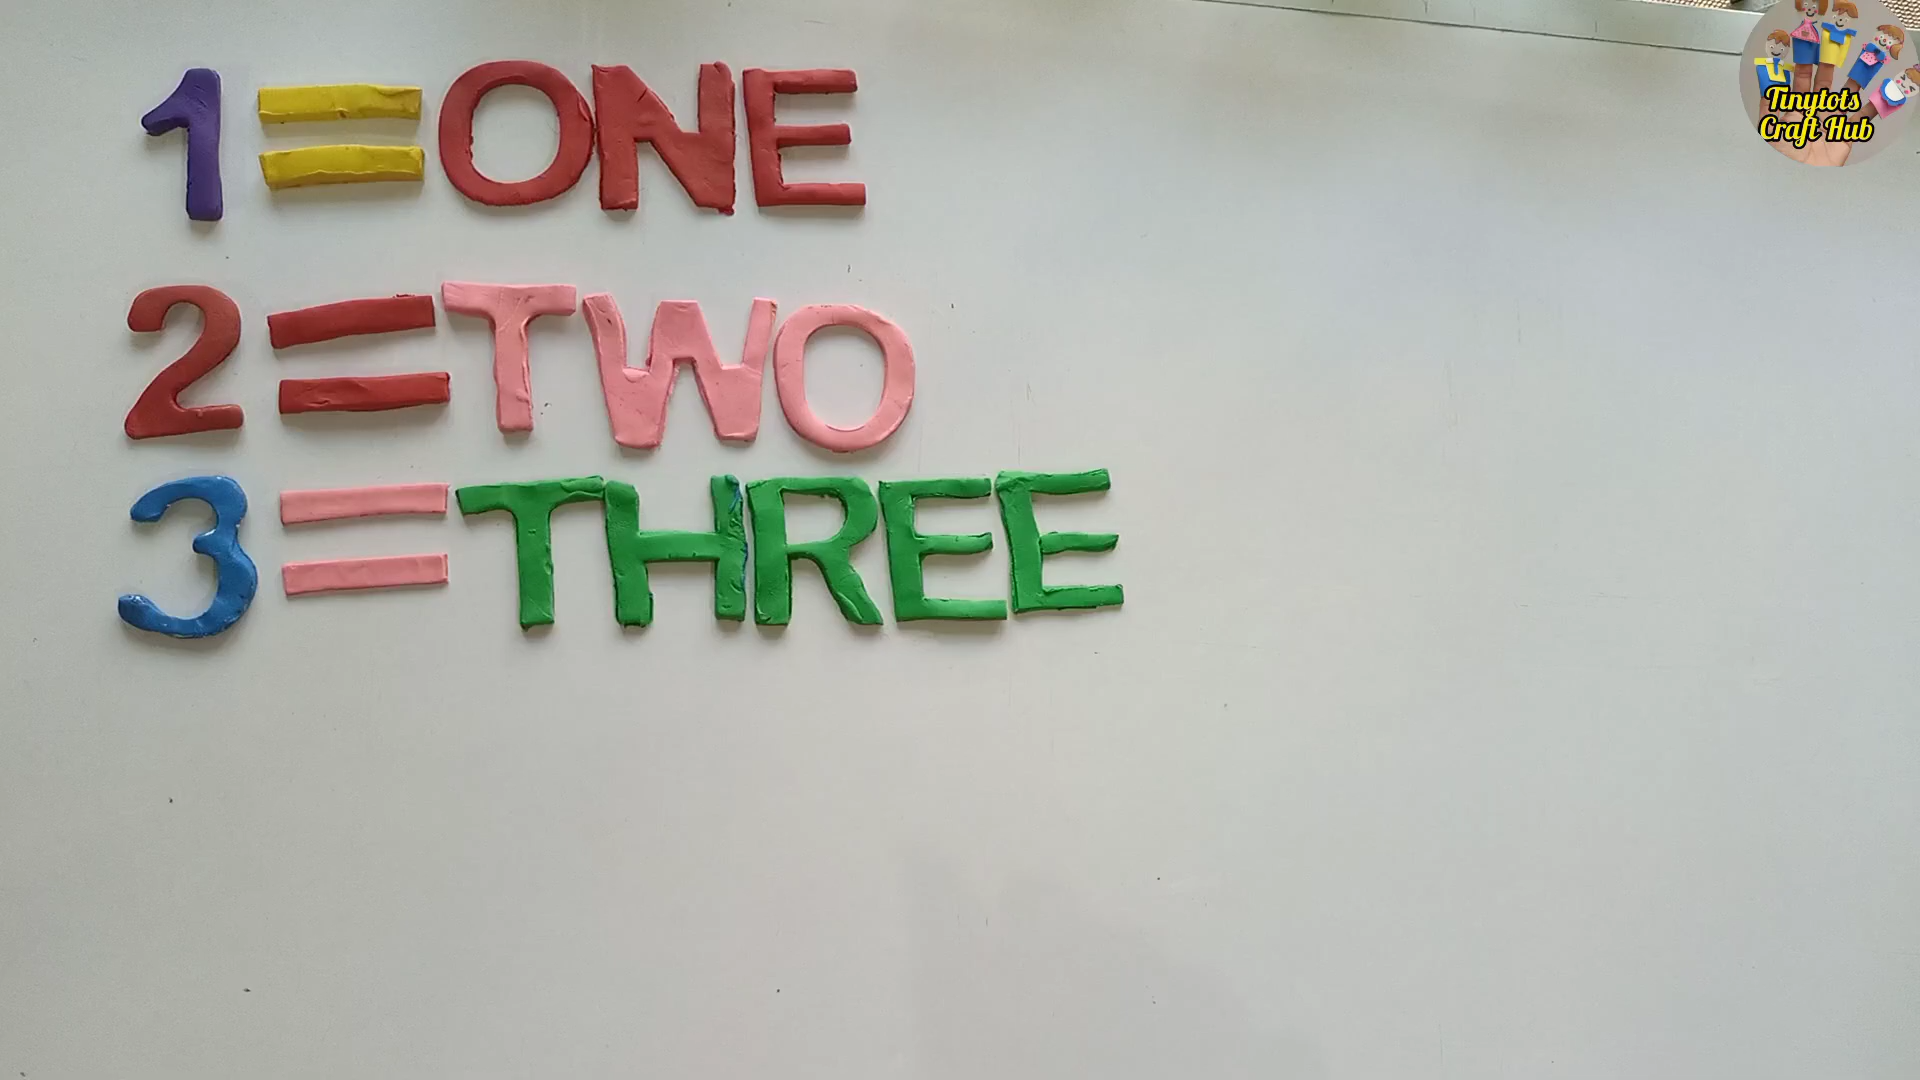 1=ONE
2=TWO
3=THREE
Tinytots
Craft Hub